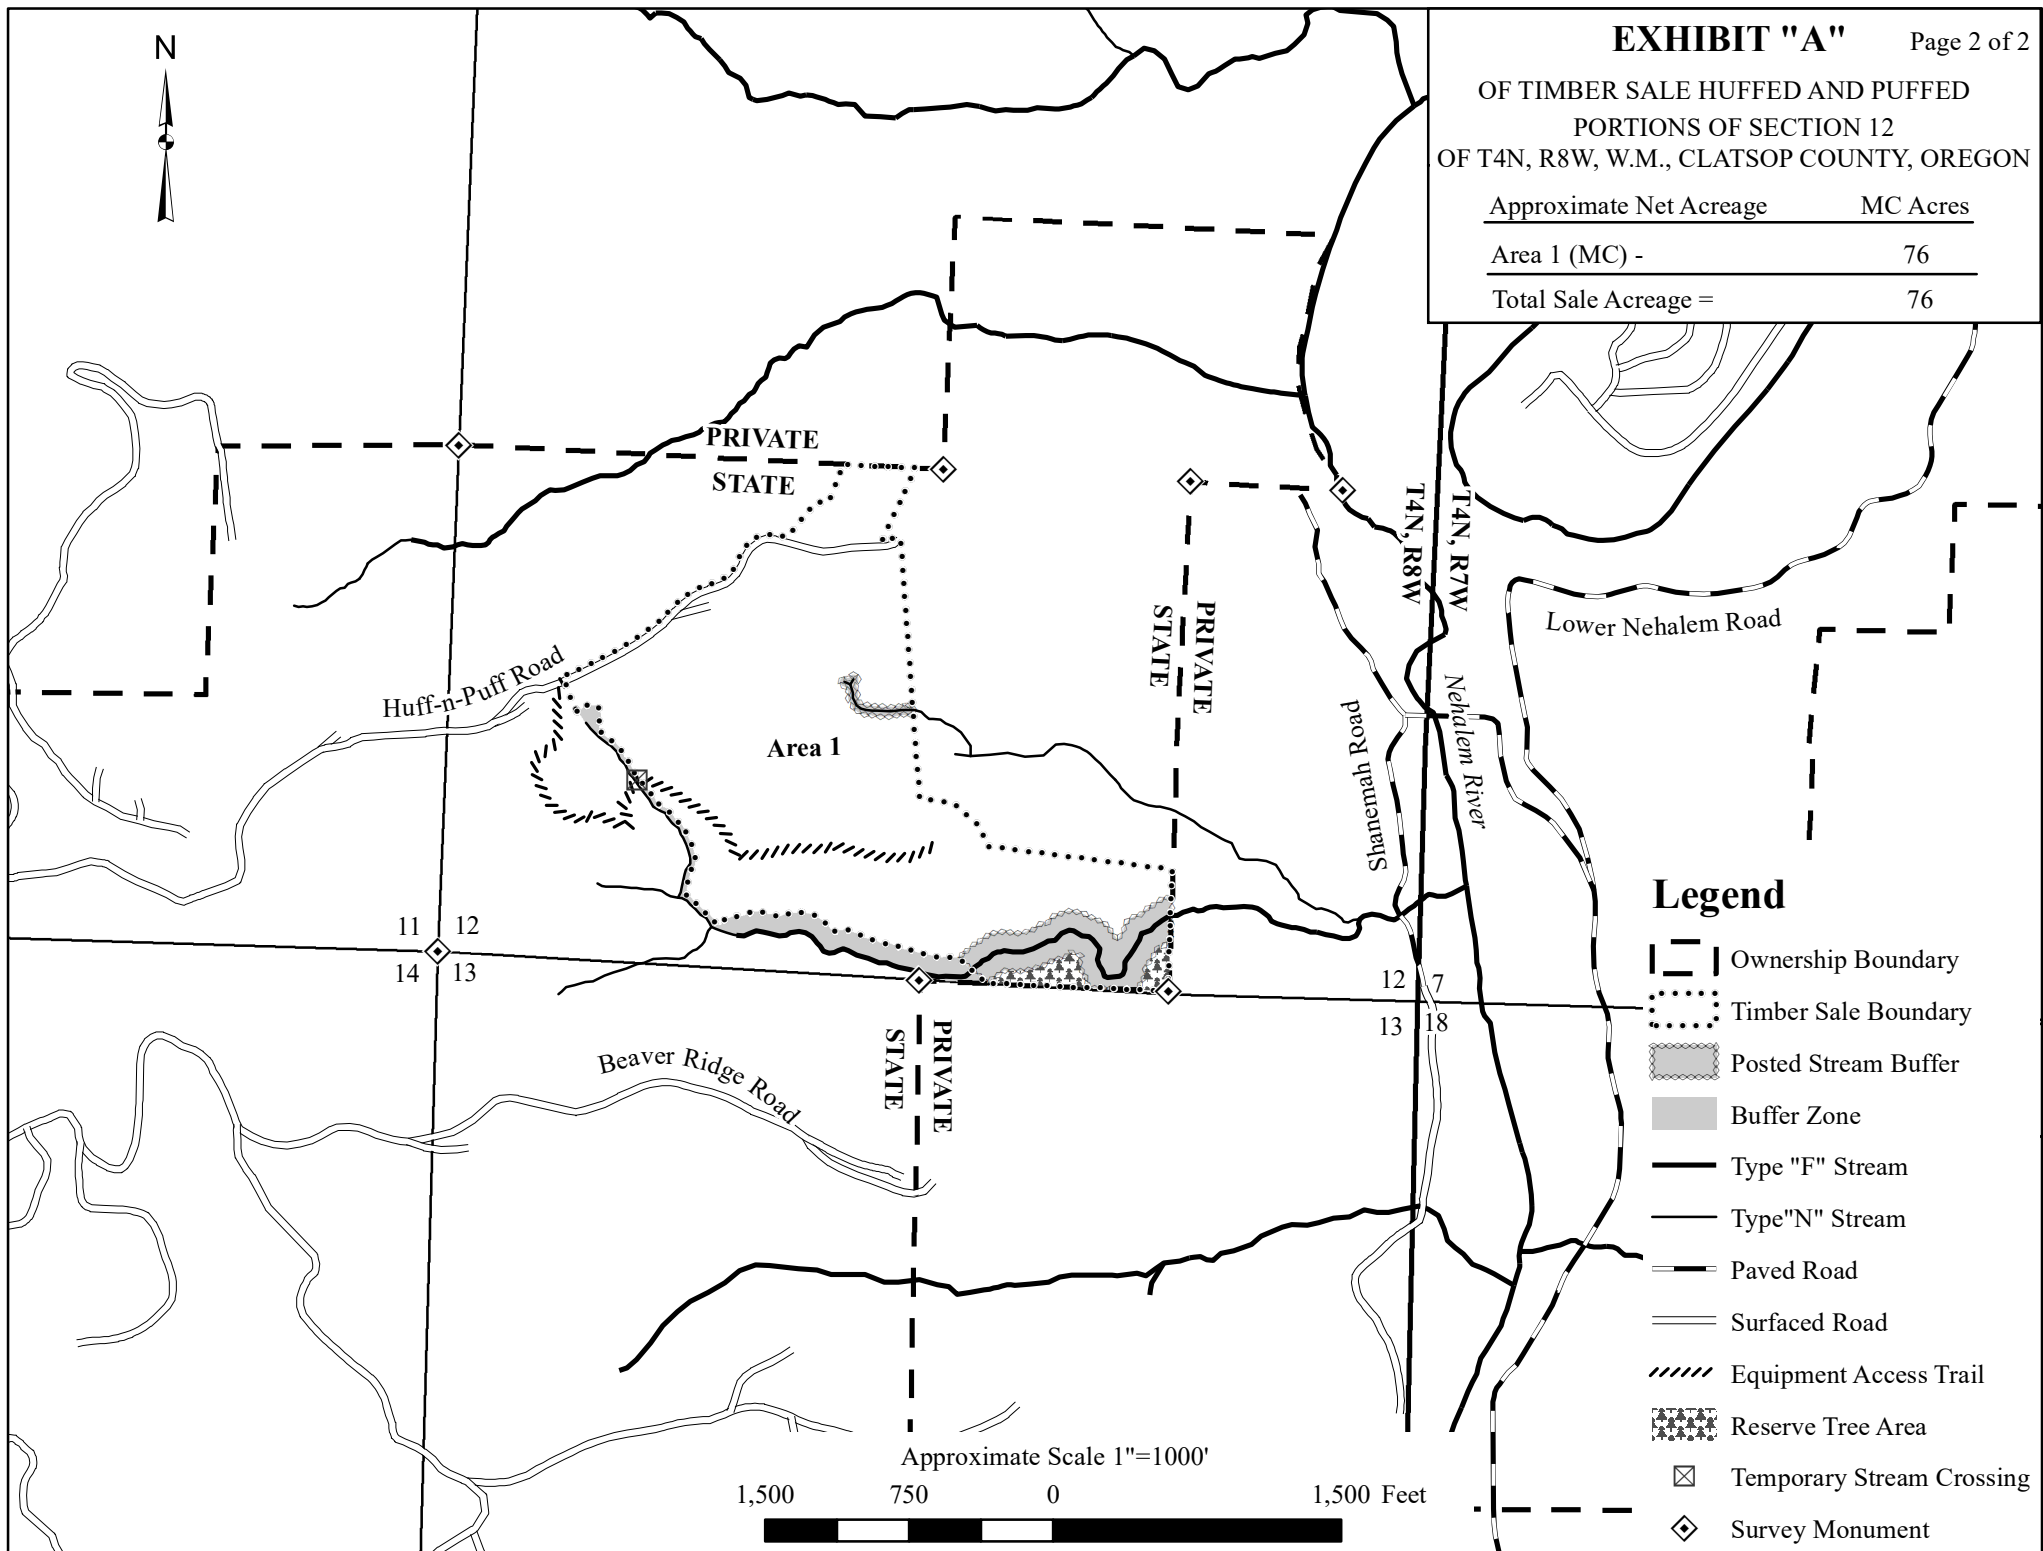 N
EXHIBIT "A"
Page 2 of 2
OF TIMBER SALE HUFFED AND PUFFED
PORTIONS OF SECTION 12
OF T4N, R8W, W.M., CLATSOP COUNTY, OREGON
Approximate Net Acreage MC Acres
Area 1 (MC) - 76
Total Sale Acreage = 76
PRIVATE
STATE
T4N, R8W
T4N, R7W
STATE
PRIVATE
Lower Nehalem Road
Huff-n-Puff Road
Nehalem River
Shanemah Road
Area 1
11 12
14 13
12 7
13 18
STATE
PRIVATE
Beaver Ridge Road
Legend
Ownership Boundary
Timber Sale Boundary
Posted Stream Buffer
Buffer Zone
Type "F" Stream
Type"N" Stream
Paved Road
Surfaced Road
Equipment Access Trail
Reserve Tree Area
Temporary Stream Crossing
Survey Monument
Approximate Scale 1"=1000'
1,500 750 0 1,500 Feet